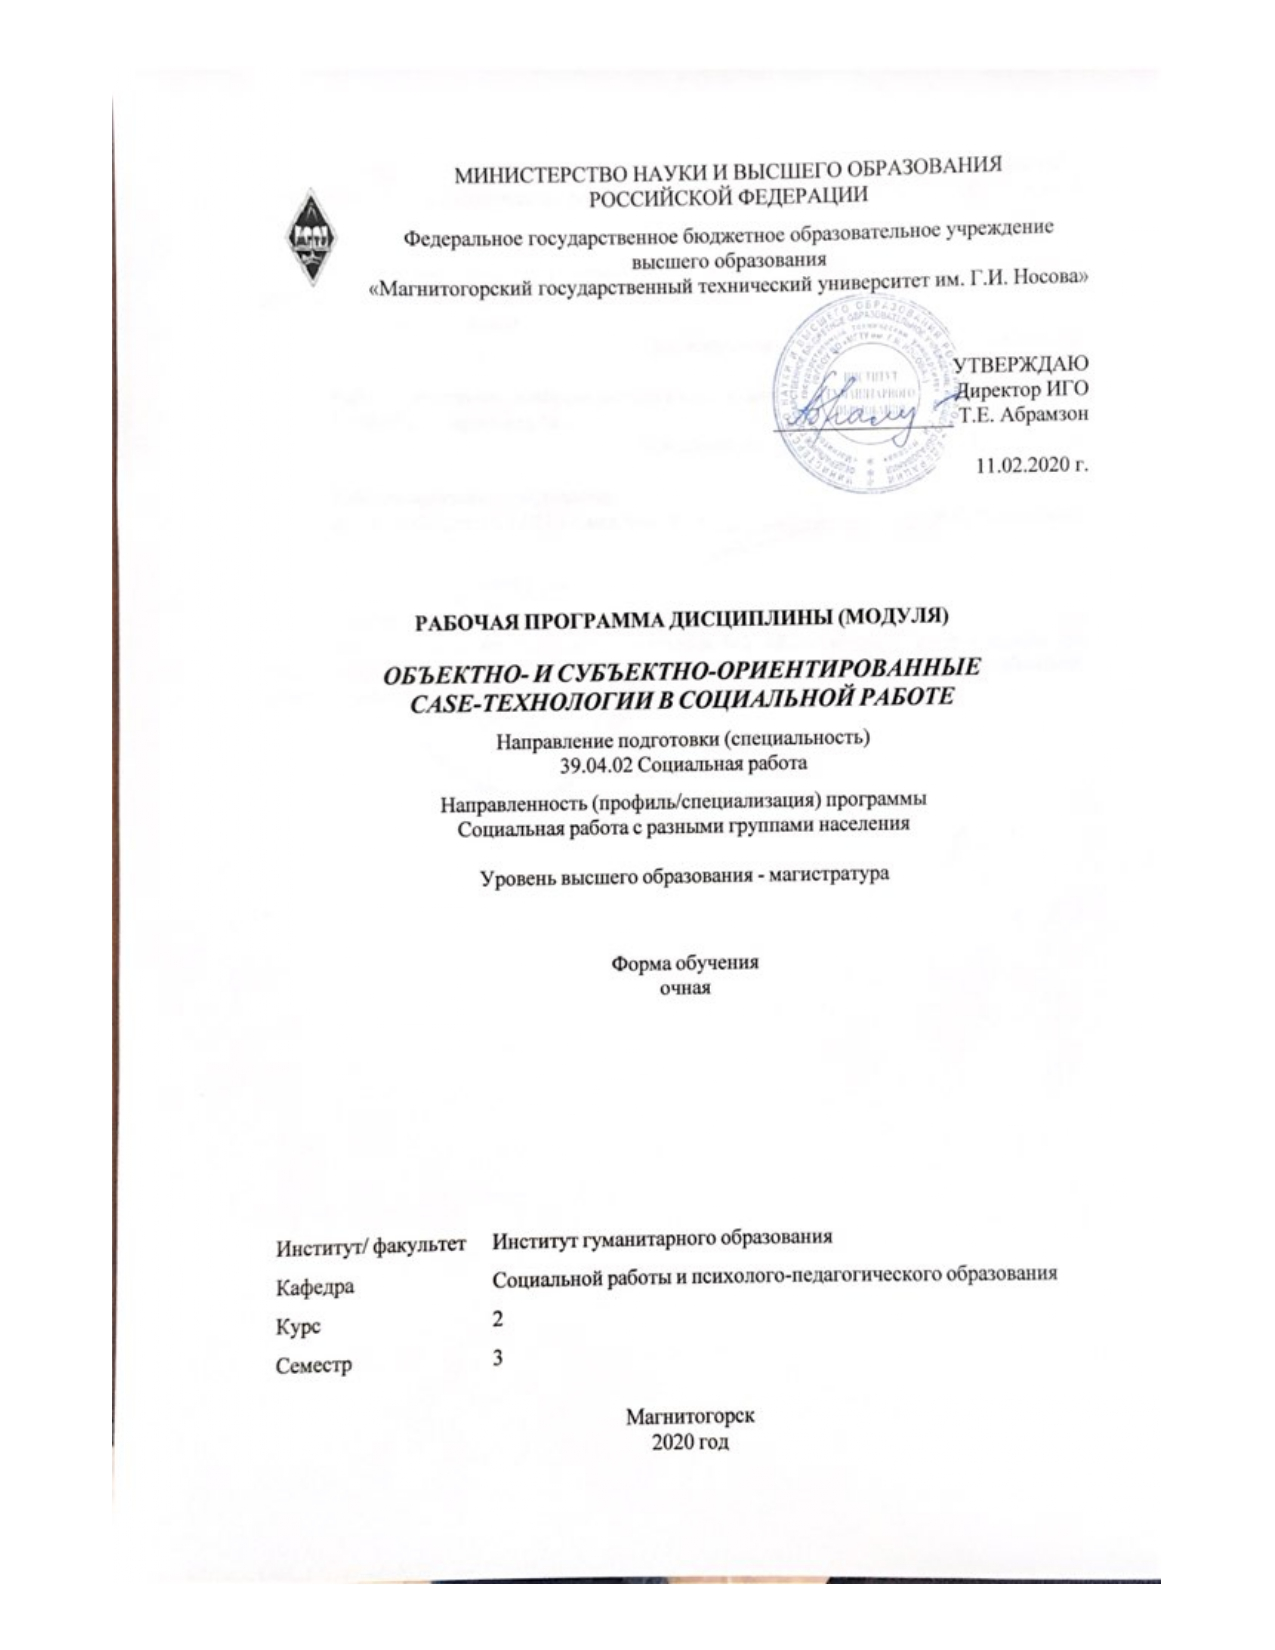 МИНИСТЕРСТВО НАУКИ И ВЫСШЕГО ОБРАЗОВАНИЯ
РОССИЙСКОЙ ФЕДЕРАЦИИ
Федеральное государственное бюджетное образовательное учреждение
высшего образования
«Магнитогорский государственный технический университет им. Г.И. Носова»
МГТУ
ИНСТИТУТ
ГУМАНИТАРНОГО
ОБРАЗОВАНИЯ
УТВЕРЖДАЮ
Директор ИГО
Т.Е. Абрамзон
11.02.2020 г.
РАБОЧАЯ ПРОГРАММА ДИСЦИПЛИНЫ (МОДУЛЯ)
ОБЪЕКТНО- И СУБЪЕКТНО-ОРИЕНТИРОВАННЫЕ
CASE-ТЕХНОЛОГИИ В СОЦИАЛЬНОЙ РАБОТЕ
Направление подготовки (специальность)
39.04.02 Социальная работа
Направленность (профиль/специализация) программы
Социальная работа с разными группами населения
Уровень высшего образования - магистратура
Форма обучения
очная
Институт/ факультет Институт гуманитарного образования
Кафедра Социальной работы и психолого-педагогического образования
Курс 2
Семестр 3
Магнитогорск
2020 год